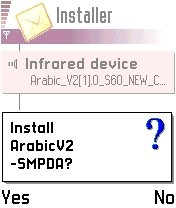 Installer
Infrared device
Arabic_V2[1].0_S60_NEW_C...
Install
ArabicV2
-SMPDA?
Yes No